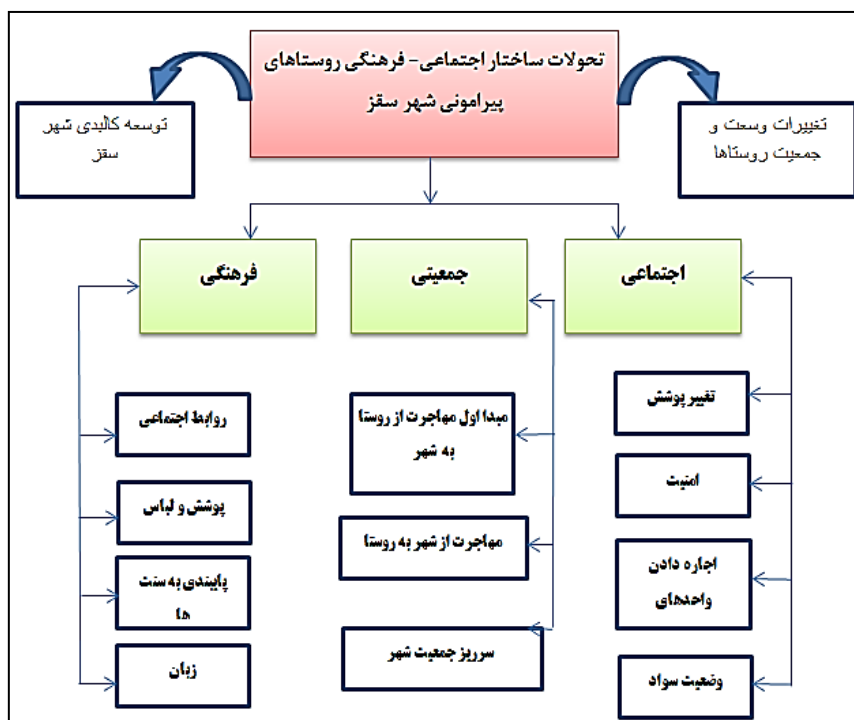 تحولات ساختار اجتماعی- فرهنگی روستاهای
پیرامونی شهر سقز
تغییرات وسعت و
جمعیت روستاها
توسعه کالبدی شهر
سقز
اجتماعی
جمعیتی
فرهنگی
تغییر پوشش
امنیت
اجاره دادن
واحدهای
وضعیت سواد
مبدا اول مهاجرت از روستا
به شهر
مهاجرت از شهر به روستا
سرریز جمعیت شهر
روابط اجتماعی
پوشش و لباس
پایبندی به سنت
ها
زبان